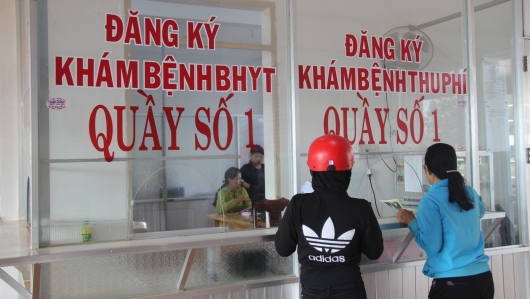 ĐĂNG KÝ
KHÁM BỆNH BHYT
QUẦY SỐ 1
ĐĂNG KÝ
KHÁM BỆNH THU PHÍ
QUẦY SỐ 1
adidas